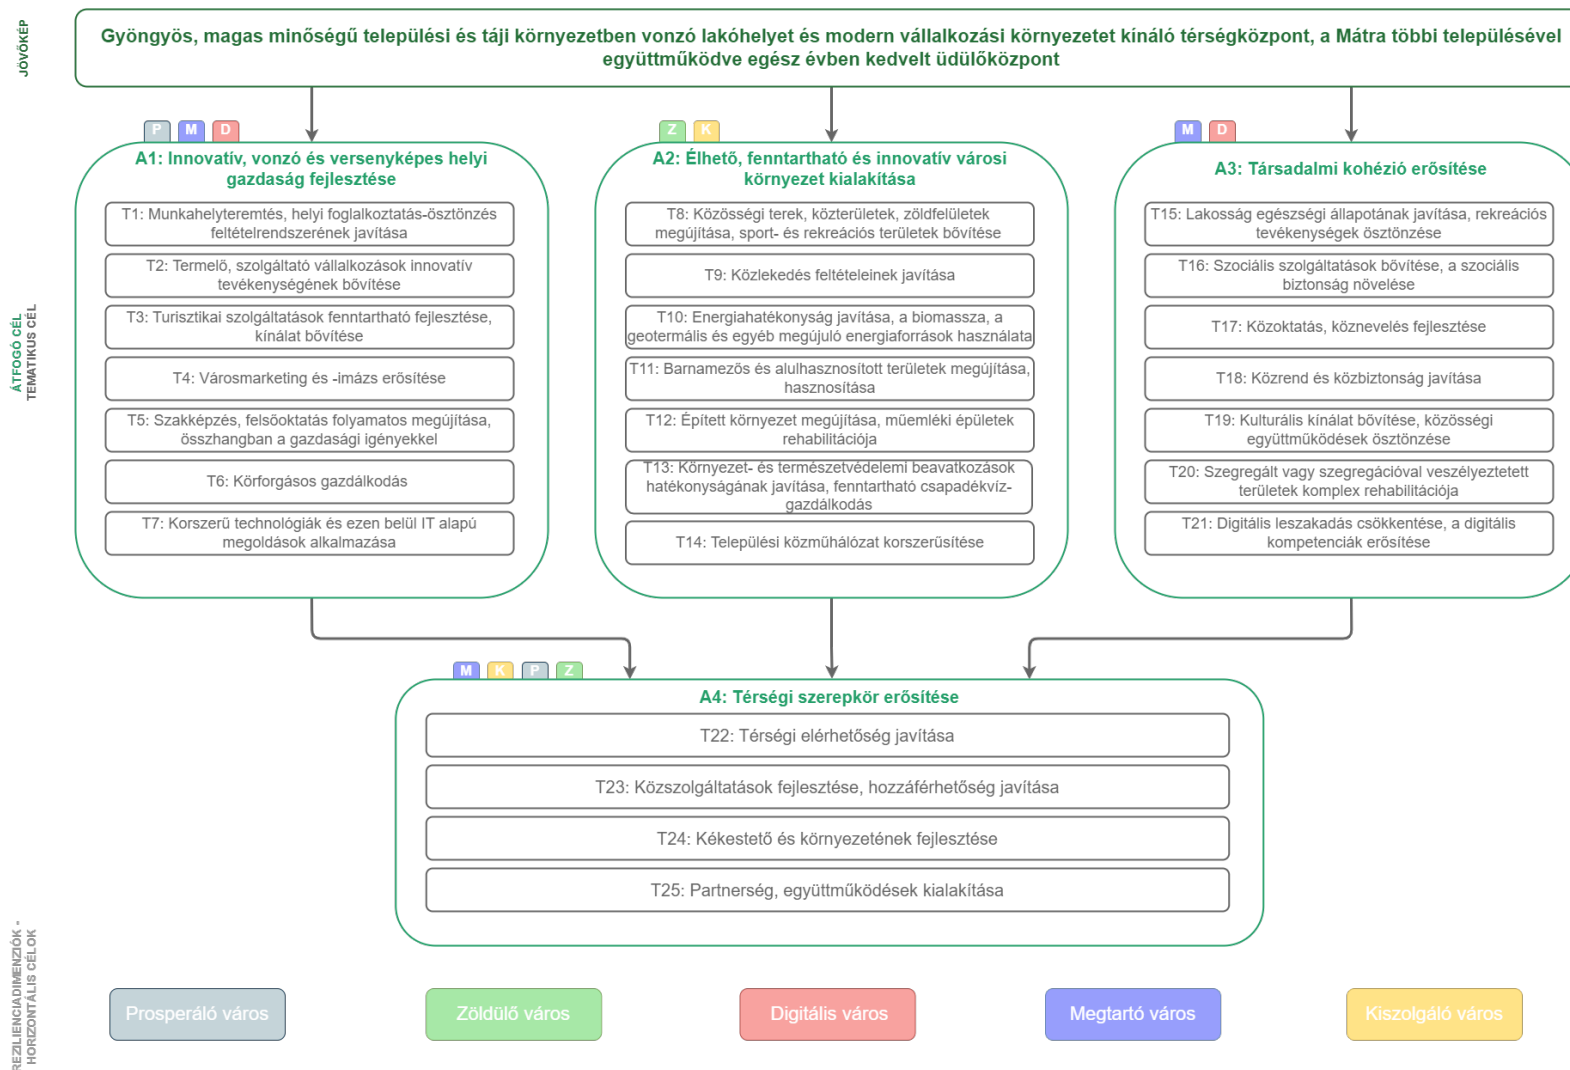 JÖVŐKÉP
Gyöngyös, magas minőségű települési és táji környezetben vonzó lakóhelyet és modern vállalkozási környezetet kínáló térségközpont, a Mátra többi településével
együttműködve egész évben kedvelt üdülőközpont
ÁTFOGÓ CÉL
TEMATIKUS CÉL
P M D
A1: Innovatív, vonzó és versenyképes helyi
gazdaság fejlesztése
T1: Munkahelyteremtés, helyi foglalkoztatás-ösztönzés
feltételrendszerének javítása
T2: Termelő, szolgáltató vállalkozások innovatív
tevékenységének bővítése
T3: Turisztikai szolgáltatások fenntartható fejlesztése,
kínálat bővítése
T4: Városmarketing és -imázs erősítése
T5: Szakképzés, felsőoktatás folyamatos megújítása,
összhangban a gazdasági igényekkel
T6: Körforgásos gazdálkodás
T7: Korszerű technológiák és ezen belül IT alapú
megoldások alkalmazása
Z K
A2: Élhető, fenntartható és innovatív városi
környezet kialakítása
T8: Közösségi terek, közterületek, zöldfelületek
megújítása, sport- és rekreációs területek bővítése
T9: Közlekedés feltételeinek javítása
T10: Energiahatékonyság javítása, a biomassza, a
geotermális és egyéb megújuló energiaforrások használata
T11: Barnamezős és alulhasznosított területek megújítása,
hasznosítása
T12: Épített környezet megújítása, műemléki épületek
rehabilitációja
T13: Környezet- és természetvédelmi beavatkozások
hatékonyságának javítása, fenntartható csapadékvíz-
gazdálkodás
T14: Települési közműhálózat korszerűsítése
M D
A3: Társadalmi kohézió erősítése
T15: Lakosság egészségi állapotának javítása, rekreációs
tevékenységek ösztönzése
T16: Szociális szolgáltatások bővítése, a szociális
biztonság növelése
T17: Közoktatás, köznevelés fejlesztése
T18: Közrend és közbiztonság javítása
T19: Kulturális kínálat bővítése, közösségi
együttműködések ösztönzése
T20: Szegregált vagy szegregációval veszélyeztetett
területek komplex rehabilitációja
T21: Digitális leszakadás csökkentése, a digitális
kompetenciák erősítése
M K P Z
A4: Térségi szerepkör erősítése
T22: Térségi elérhetőség javítása
T23: Közszolgáltatások fejlesztése, hozzáférhetőség javítása
T24: Kékestető és környezetének fejlesztése
T25: Partnerség, együttműködések kialakítása
REZILIENCIADIMENZIÓK -
HORIZONTÁLIS CÉLOK
Prosperáló város
Zöldülő város
Digitális város
Megtartó város
Kiszolgáló város